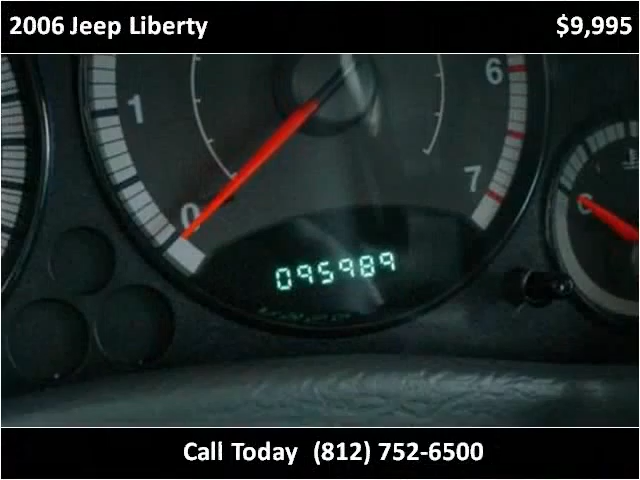 2006 Jeep Liberty $9,995
1 6
0 7
C
095989
Call Today (812) 752-6500